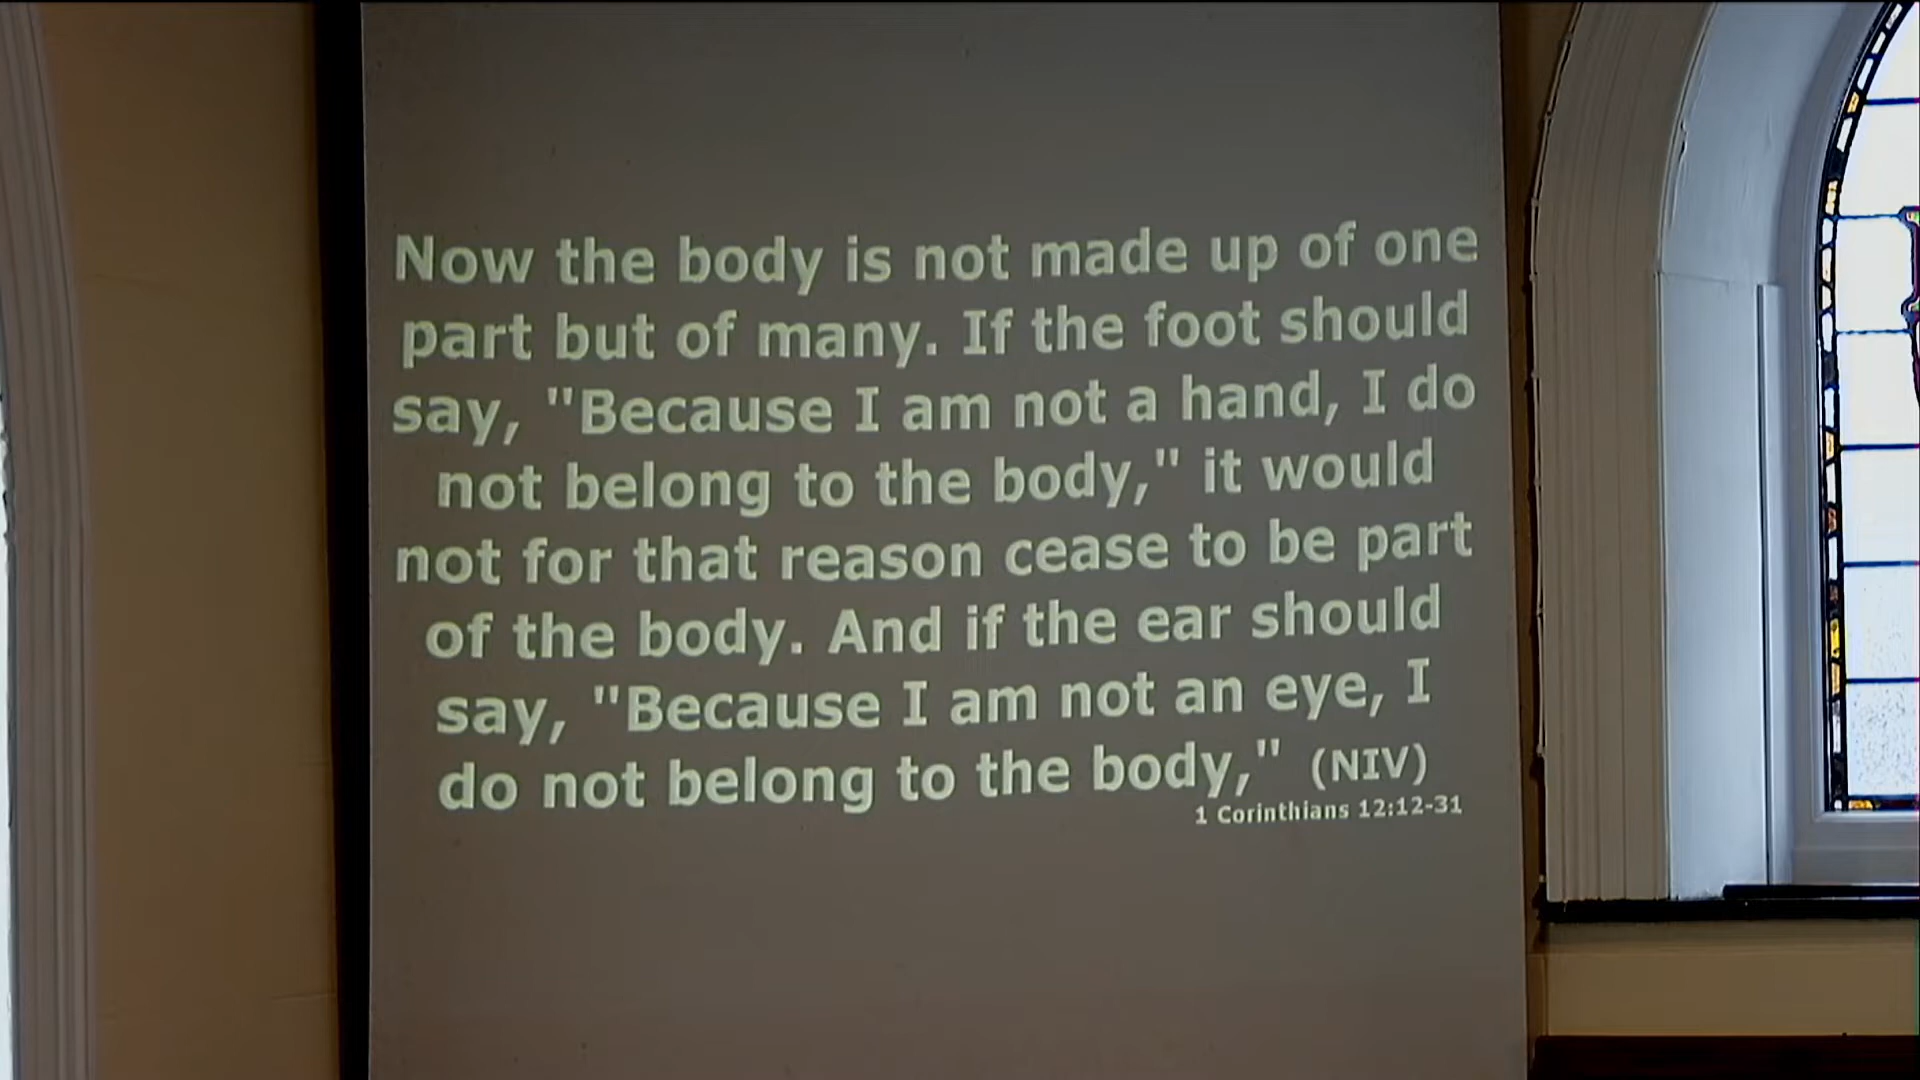 Now the body is not made up of one
part but of many. If the foot should
say, "Because I am not a hand, I do
not belong to the body," it would
not for that reason cease to be part
of the body. And if the ear should
say, "Because I am not an eye, I
do not belong to the body," (NIV)
1 Corinthians 12:12-31